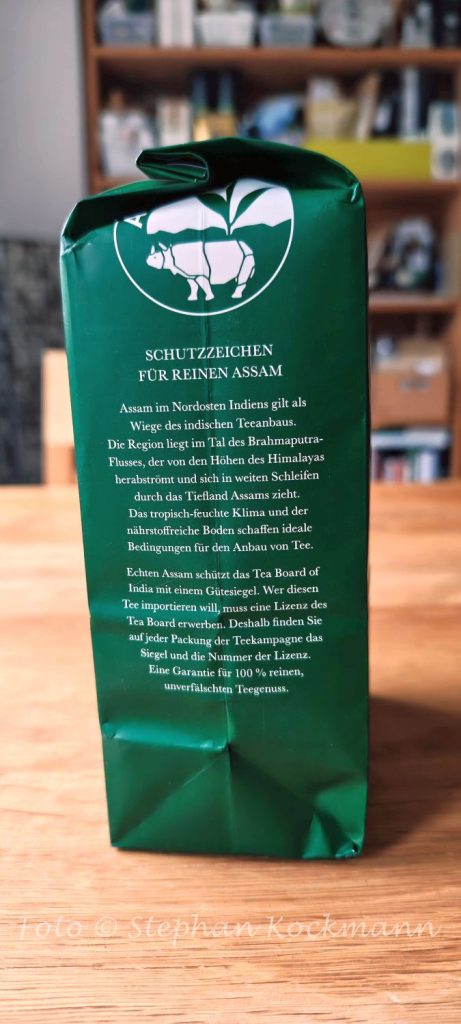 A
SCHUTZZEICHEN
FÜR REINEN ASSAM
Assam im Nordosten Indiens gilt als
Wiege des indischen Teeanbaus.
Die Region liegt im Tal des Brahmaputra-
Flusses, der von den Höhen des Himalayas
herabströmt und sich in weiten Schleifen
durch das Tiefland Assams zieht.
Das tropisch-feuchte Klima und der
nährstoffreiche Boden schaffen ideale
Bedingungen für den Anbau von Tee.
Echten Assam schützt das Tea Board of
India mit einem Gütesiegel. Wer diesen
Tee importieren will, muss eine Lizenz des
Tea Board erwerben. Deshalb finden Sie
auf jeder Packung der Teekampagne das
Siegel und die Nummer der Lizenz.
Eine Garantie für 100 % reinen,
unverfälschten Teegenuss.
Foto © Stephan Kockmann